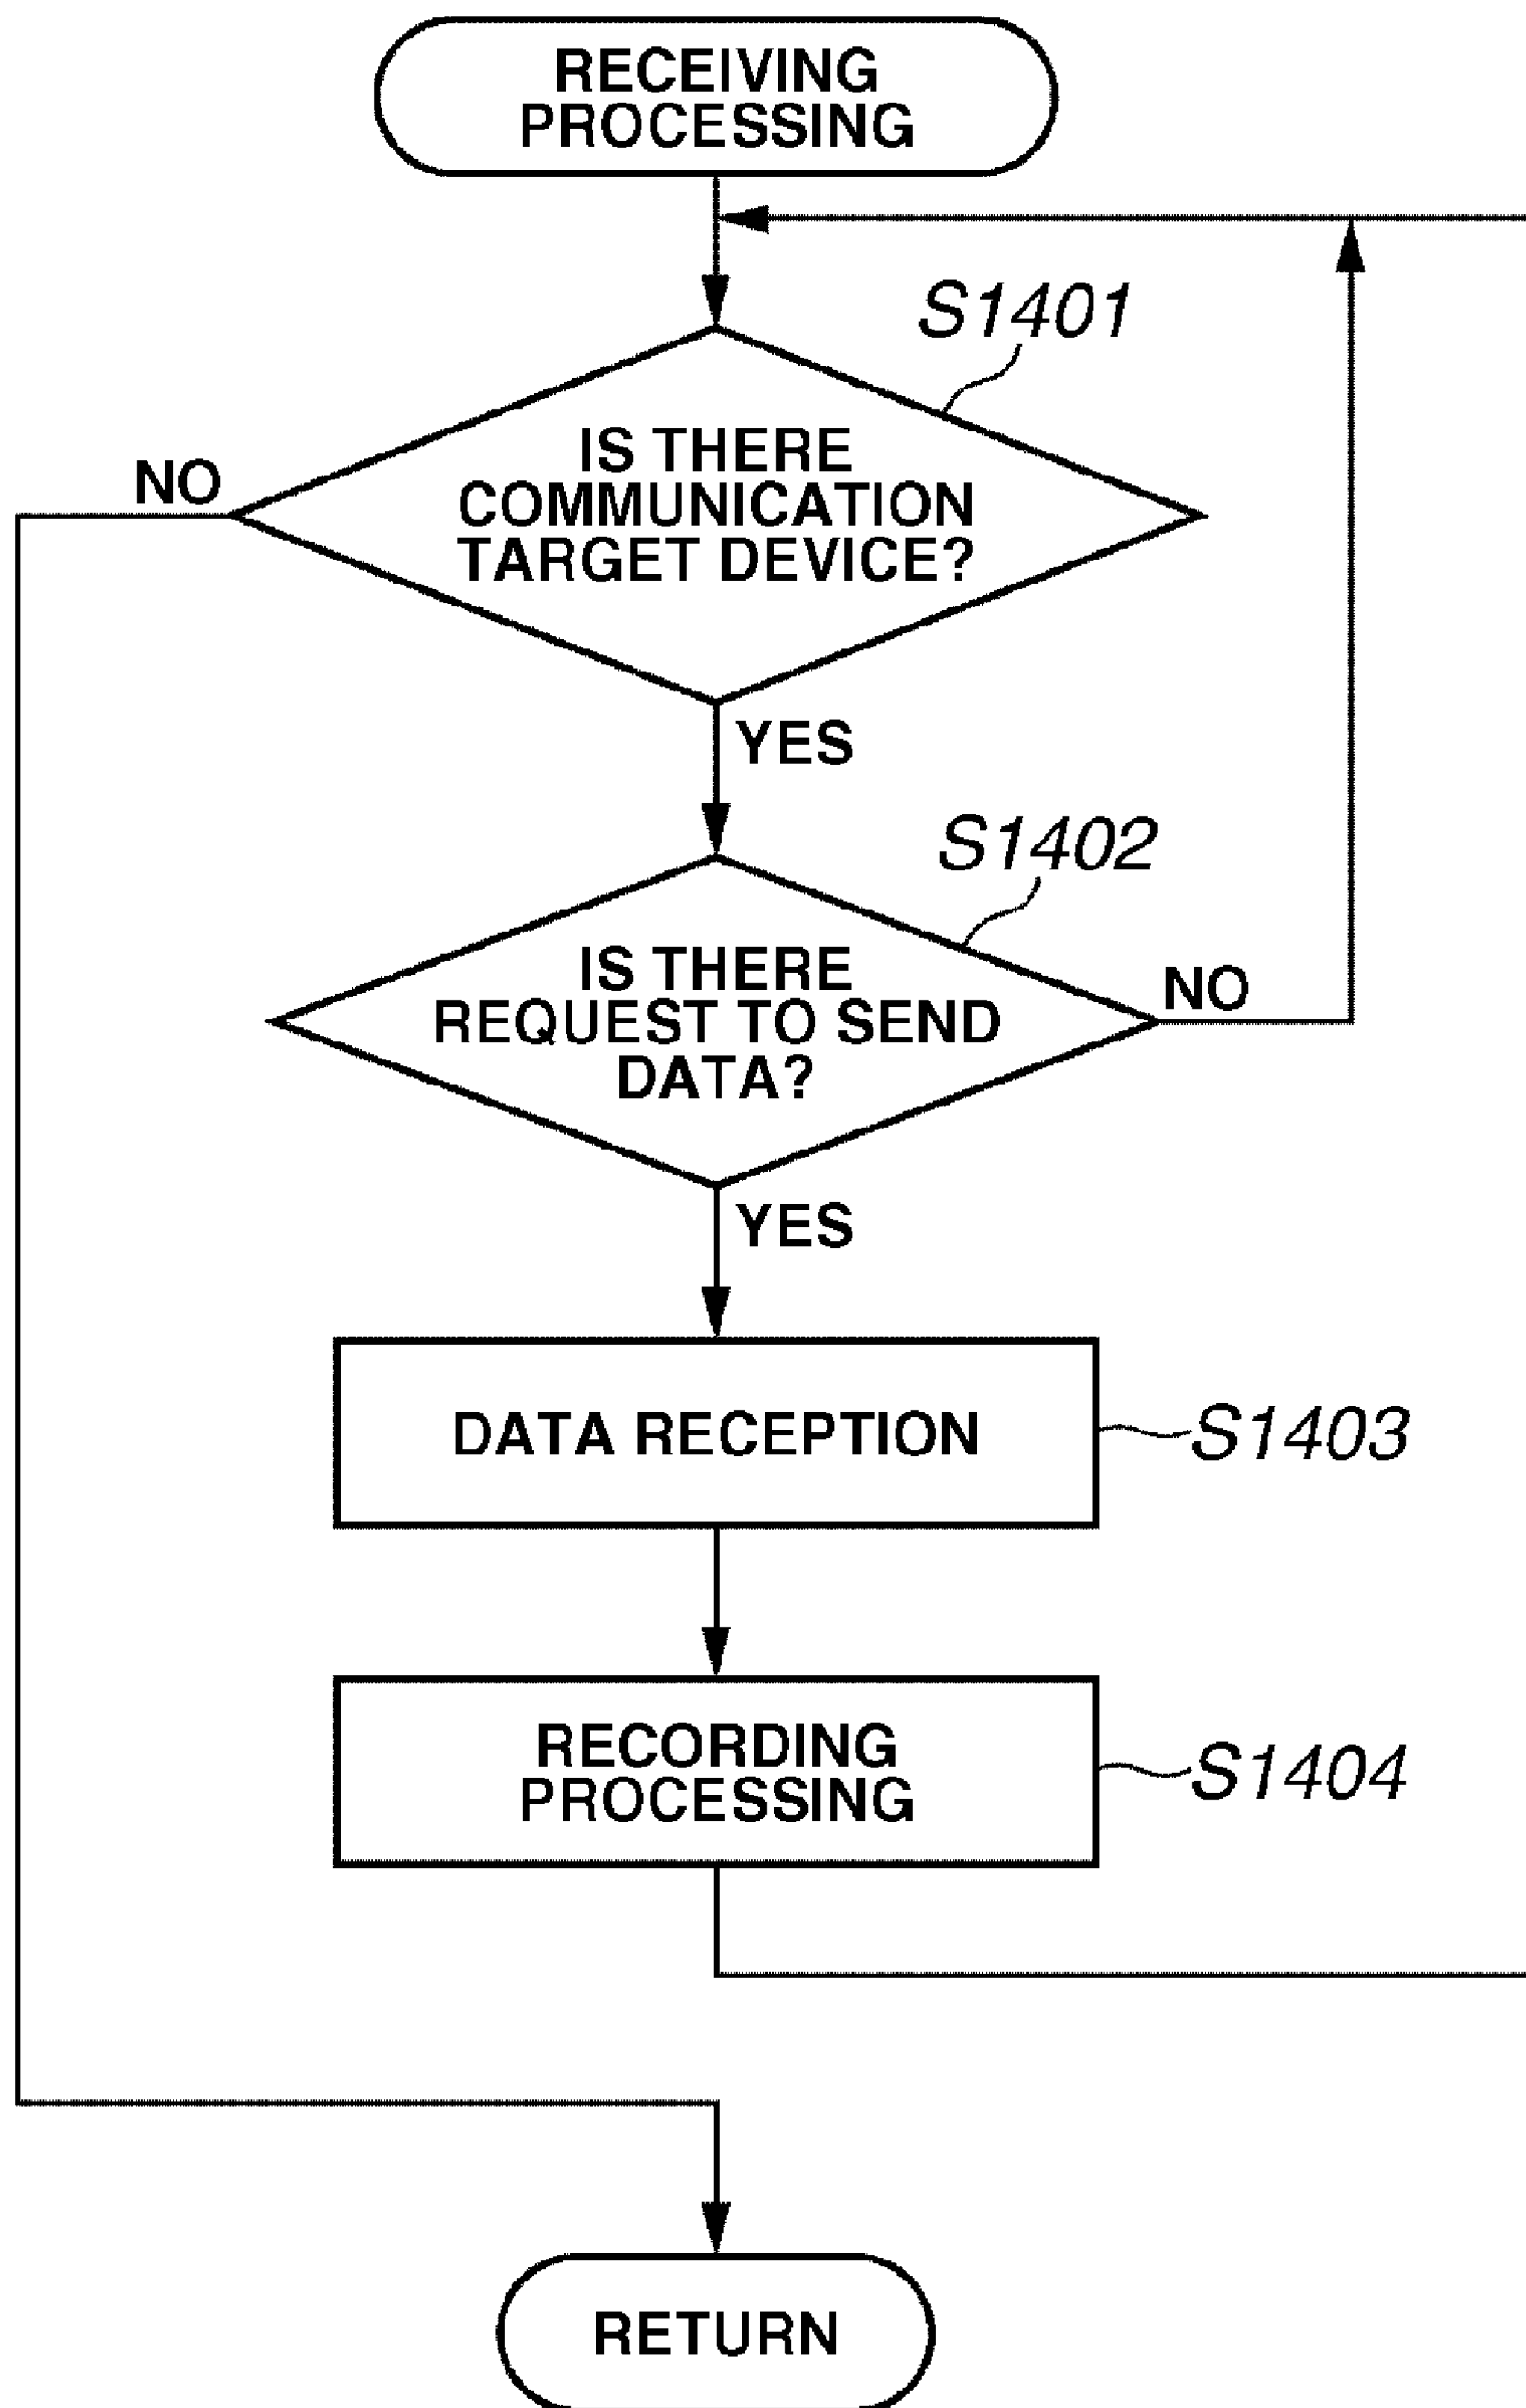 RECEIVING
PROCESSING
S1401
IS THERE
COMMUNICATION
TARGET DEVICE?
NO
YES
S1402
IS THERE
REQUEST TO SEND
DATA?
NO
YES
DATA RECEPTION
S1403
RECORDING
PROCESSING
S1404
RETURN